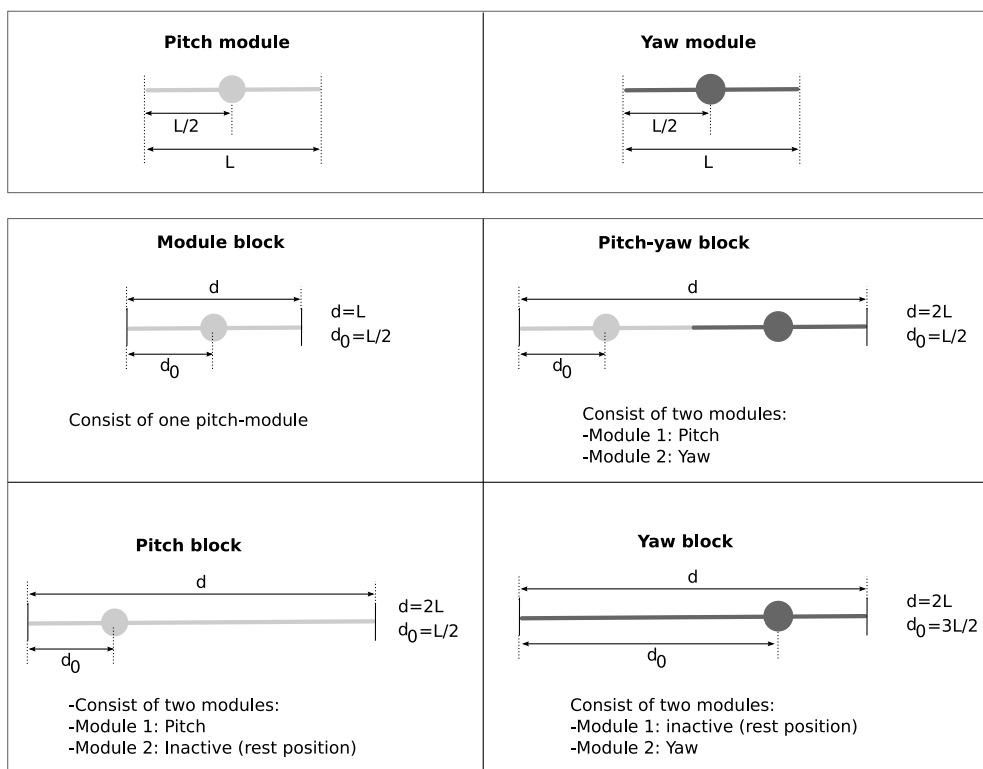 Pitch module
L/2
L
Yaw module
L/2
L
Module block
d
d=L
d0=L/2
d0
Consist of one pitch-module
Pitch-yaw block
d
d=2L
d0=L/2
d0
Consist of two modules:
-Module 1: Pitch
-Module 2: Yaw
Pitch block
d
d=2L
d0=L/2
d0
-Consist of two modules:
-Module 1: Pitch
-Module 2: Inactive (rest position)
Yaw block
d
d=2L
d0=3L/2
d0
Consist of two modules:
-Module 1: inactive (rest position)
-Module 2: Yaw